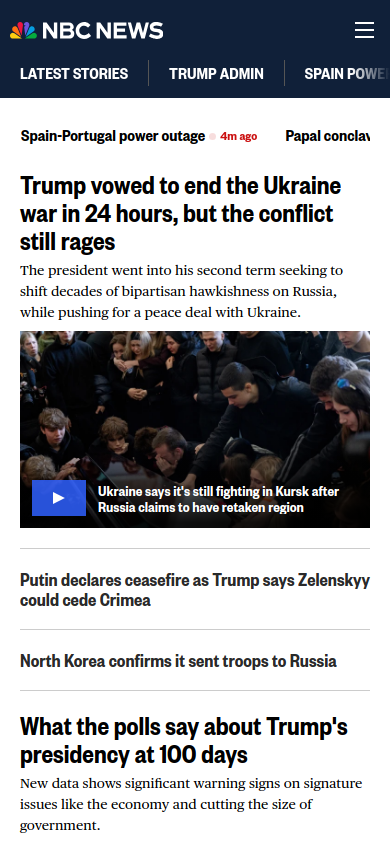 NBC NEWS
LATEST STORIES
TRUMP ADMIN
SPAIN POWE
Spain-Portugal power outage 4m ago
Papal conclav
Trump vowed to end the Ukraine
war in 24 hours, but the conflict
still rages
The president went into his second term seeking to
shift decades of bipartisan hawkishness on Russia,
while pushing for a peace deal with Ukraine.
Ukraine says it's still fighting in Kursk after
Russia claims to have retaken region
Putin declares ceasefire as Trump says Zelenskyy
could cede Crimea
North Korea confirms it sent troops to Russia
What the polls say about Trump's
presidency at 100 days
New data shows significant warning signs on signature
issues like the economy and cutting the size of
government.